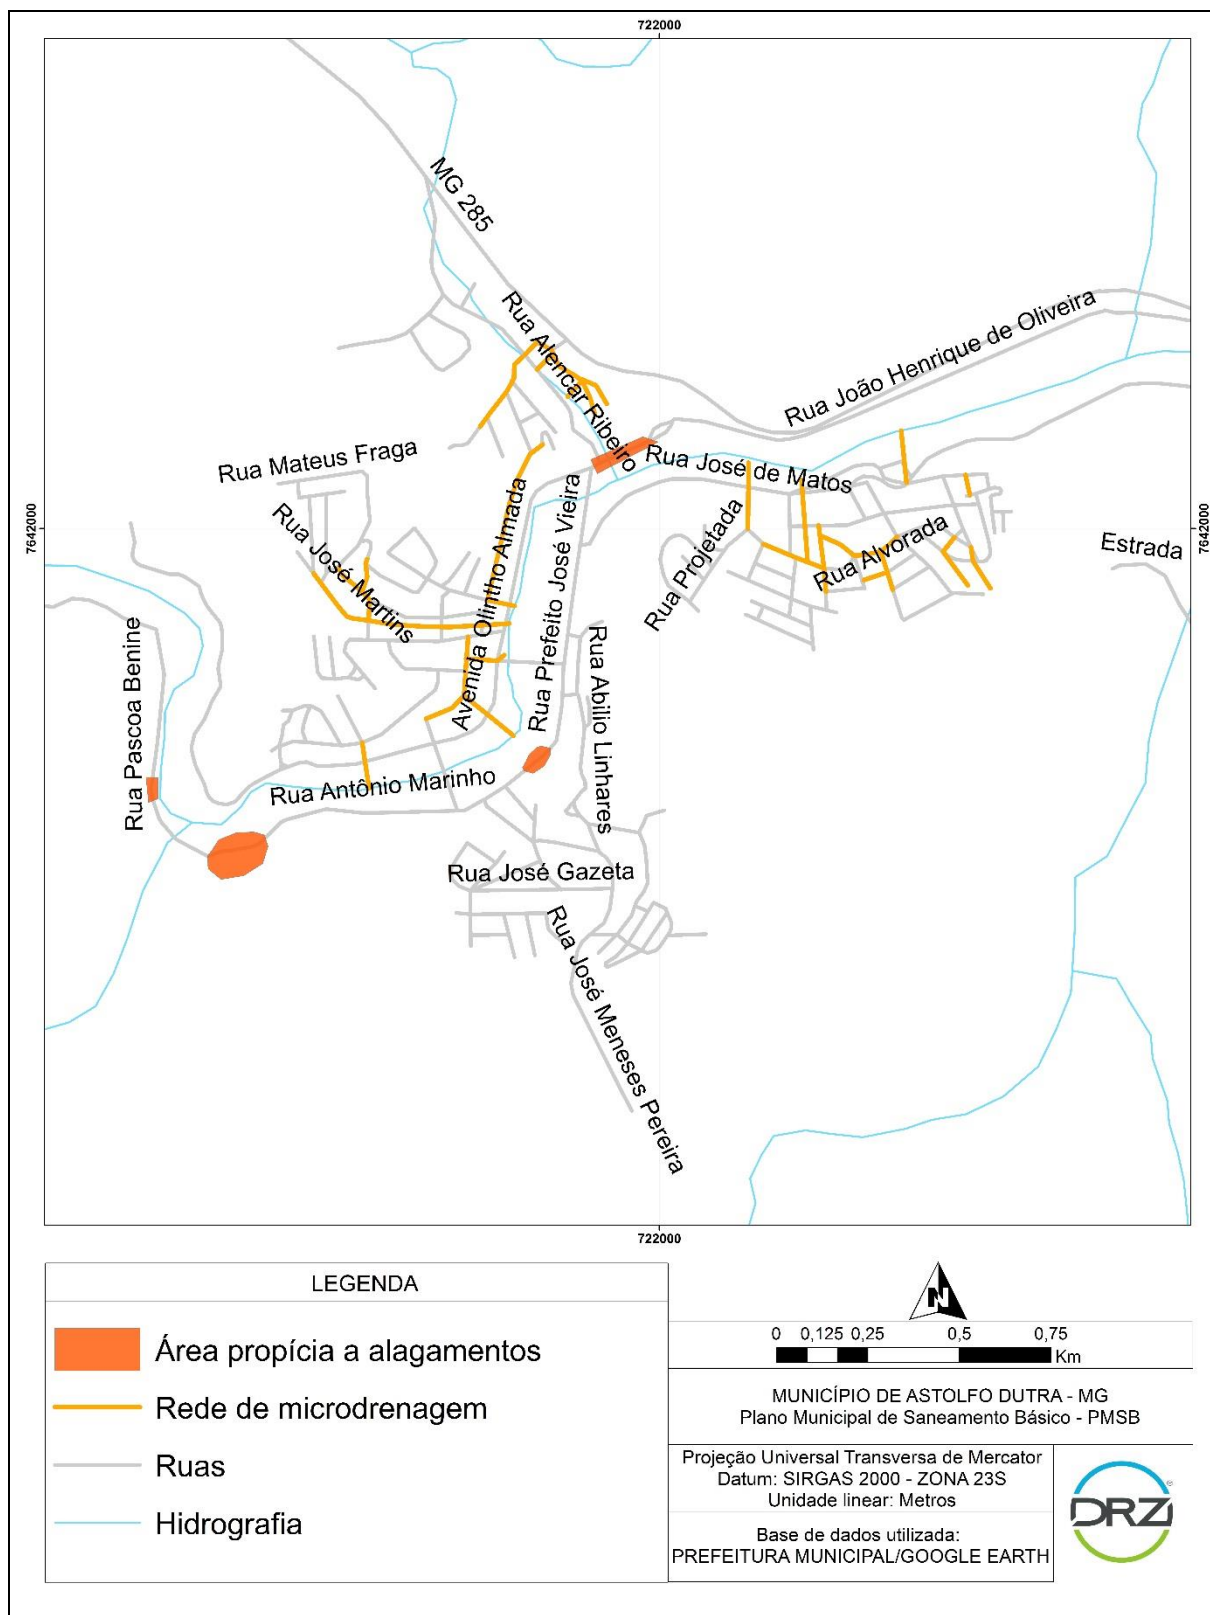 722000
MG 285
Rua Alencar Ribeiro
Rua João Henrique de Oliveira
Rua Mateus Fraga
Rua José de Matos
7642000
7642000
Rua José Martins
Avenida Olintho Almada
Rua Prefeito José Vieira
Rua Projetada
Rua Alvorada
Estrada
Rua Pascoa Benine
Rua Abilio Linhares
Rua Antônio Marinho
Rua José Gazeta
Rua José Meneses Pereira
722000
LEGENDA
Área propícia a alagamentos
Rede de microdrenagem
Ruas
Hidrografia
N
0 0,125 0,25 0,5 0,75
Km
MUNICÍPIO DE ASTOLFO DUTRA - MG
Plano Municipal de Saneamento Básico - PMSB
Projeção Universal Transversa de Mercator
Datum: SIRGAS 2000 - ZONA 23S
Unidade linear: Metros
Base de dados utilizada:
PREFEITURA MUNICIPAL/GOOGLE EARTH
DRZ®